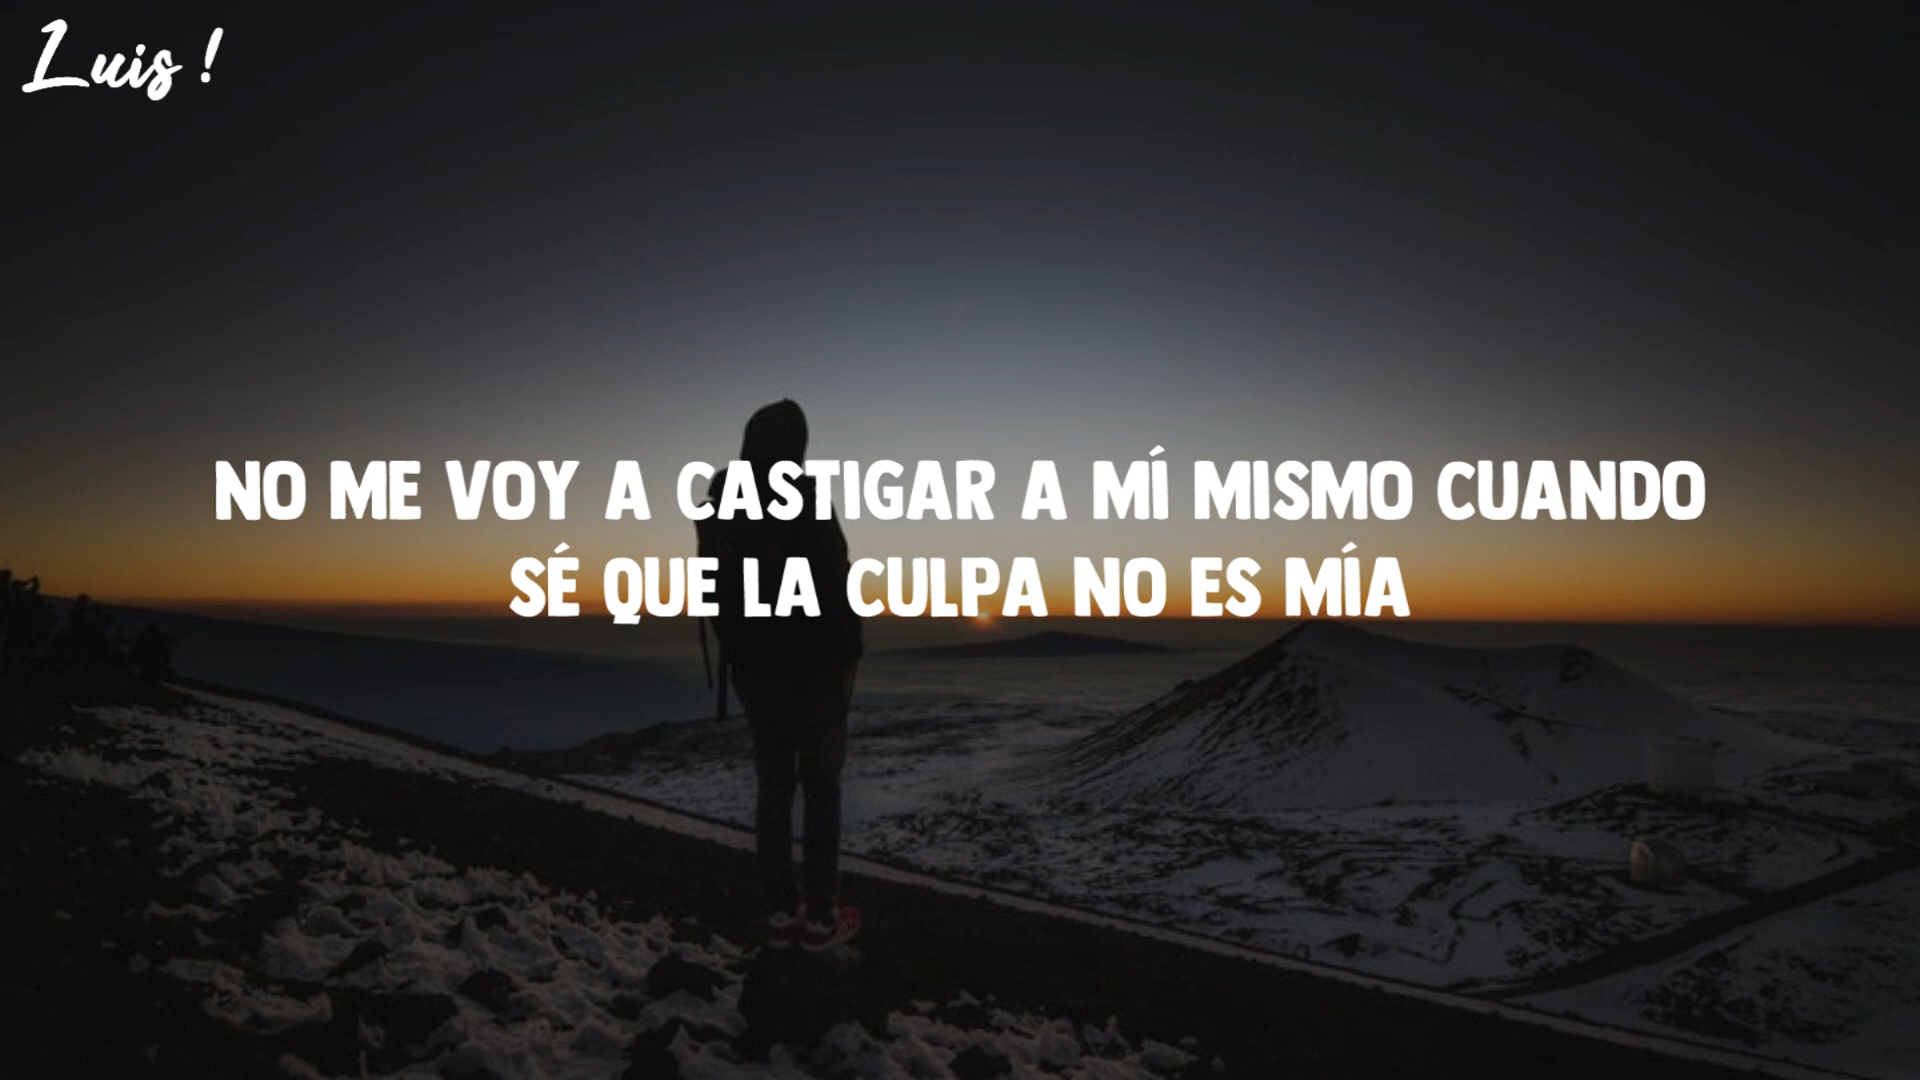 Luis !
NO ME VOY A CASTIGAR A MÍ MISMO CUANDO
SÉ QUE LA CULPA NO ES MÍA